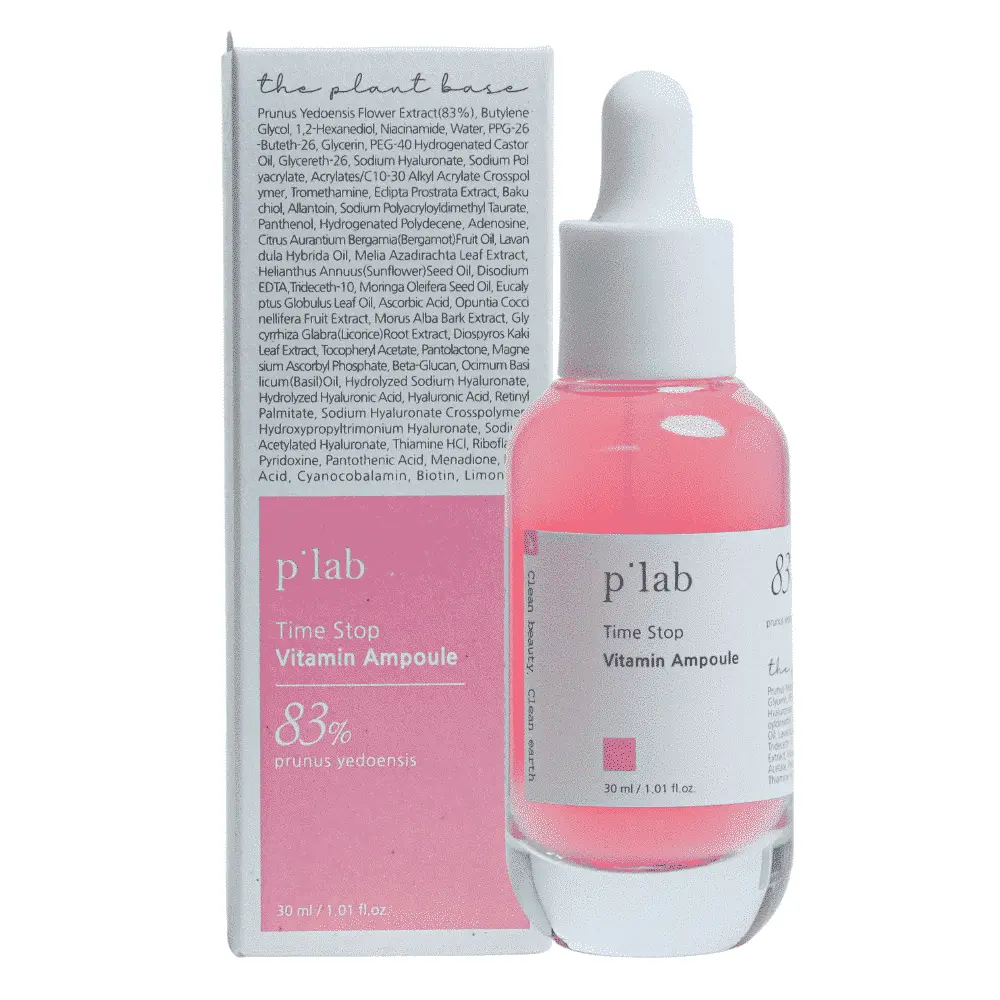 the plant base
Prunus Yedoensis Flower Extract(83%), Butylene
Glycol, 1,2-Hexanediol, Niacinamide, Water, PPG-26
-Buteth-26, Glycerin, PEG-40 Hydrogenated Castor
Oil, Glycereth-26, Sodium Hyaluronate, Sodium Pol
yacrylate, Acrylates/C10-30 Alkyl Acrylate Crosspol
ymer, Tromethamine, Eclipta Prostrata Extract, Baku
chiol, Allantoin, Sodium Polyacryloyldimethyl Taurate,
Panthenol, Hydrogenated Polydecene, Adenosine,
Citrus Aurantium Bergamia(Bergamot)Fruit Oil, Lavan
dula Hybrida Oil, Melia Azadirachta Leaf Extract,
Helianthus Annuus(Sunflower)Seed Oil, Disodium
EDTA,Trideceth-10, Moringa Oleifera Seed Oil, Eucaly
ptus Globulus Leaf Oil, Ascorbic Acid, Opuntia Cocci
nellifera Fruit Extract, Morus Alba Bark Extract, Gly
cyrrhiza Glabra(Licorice)Root Extract, Diospyros Kaki
Leaf Extract, Tocopheryl Acetate, Pantolactone, Magne
sium Ascorbyl Phosphate, Beta-Glucan, Ocimum Basi
licum(Basil)Oil, Hydrolyzed Sodium Hyaluronate,
Hydrolyzed Hyaluronic Acid, Hyaluronic Acid, Retinyl
Palmitate, Sodium Hyaluronate Crosspolymer
Hydroxypropyltrimonium Hyaluronate,
Acetylated Hyaluronate, Thiamine HCl,
Pyridoxine, Pantothenic Acid, Menadione,
Acid, Cyanocobalamin, Biotin,
p'lab
Time Stop
Vitamin Ampoule
83%
prunus yedoensis
30 ml / 1.01 fl.oz.
Clean beauty, Clean earth
p'lab
Time Stop
Vitamin Ampoule
30 ml / 1.01 fl.oz.
83
prunus
the